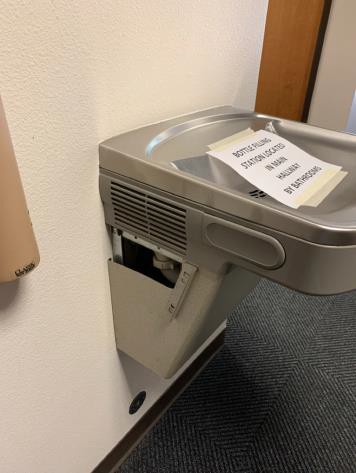 BOTTLE FILLING
STATION LOCATED
IN MAIN
HALLWAY
BY BATHROOMS